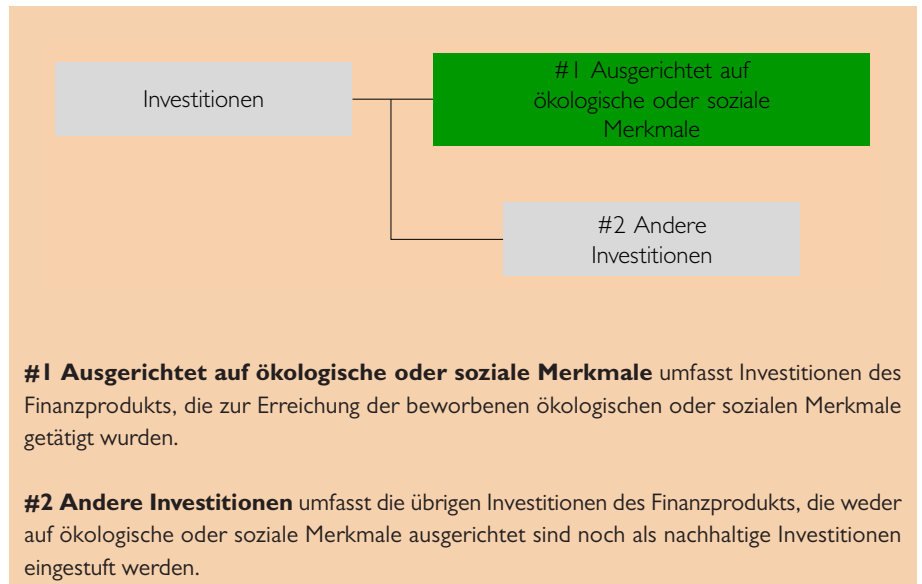 Investitionen
#1 Ausgerichtet auf
ökologische oder soziale
Merkmale
#2 Andere
Investitionen
#1 Ausgerichtet auf ökologische oder soziale Merkmale umfasst Investitionen des
Finanzprodukts, die zur Erreichung der beworbenen ökologischen oder sozialen Merkmale
getätigt wurden.
#2 Andere Investitionen umfasst die übrigen Investitionen des Finanzprodukts, die weder
auf ökologische oder soziale Merkmale ausgerichtet sind noch als nachhaltige Investitionen
eingestuft werden.